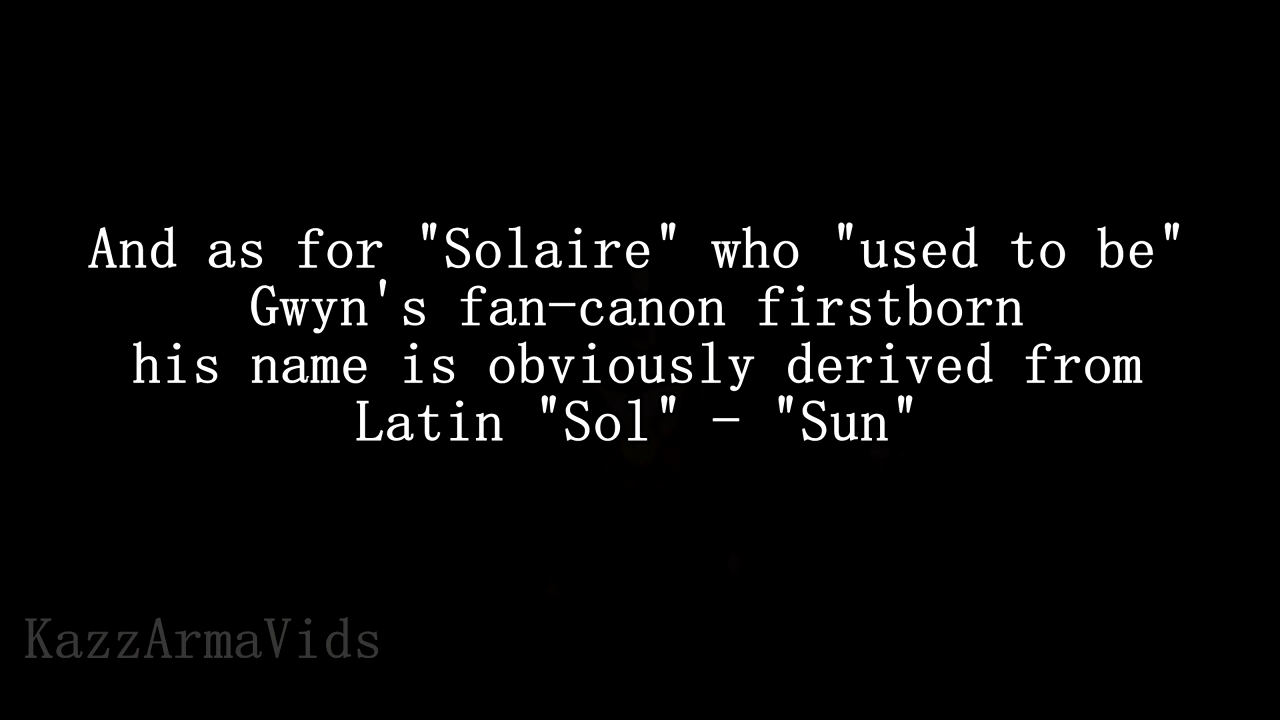 And as for "Solaire" who "used to be"
Gwyn's fan-canon firstborn
his name is obviously derived from
Latin "Sol" - "Sun"
KazzArmaVids